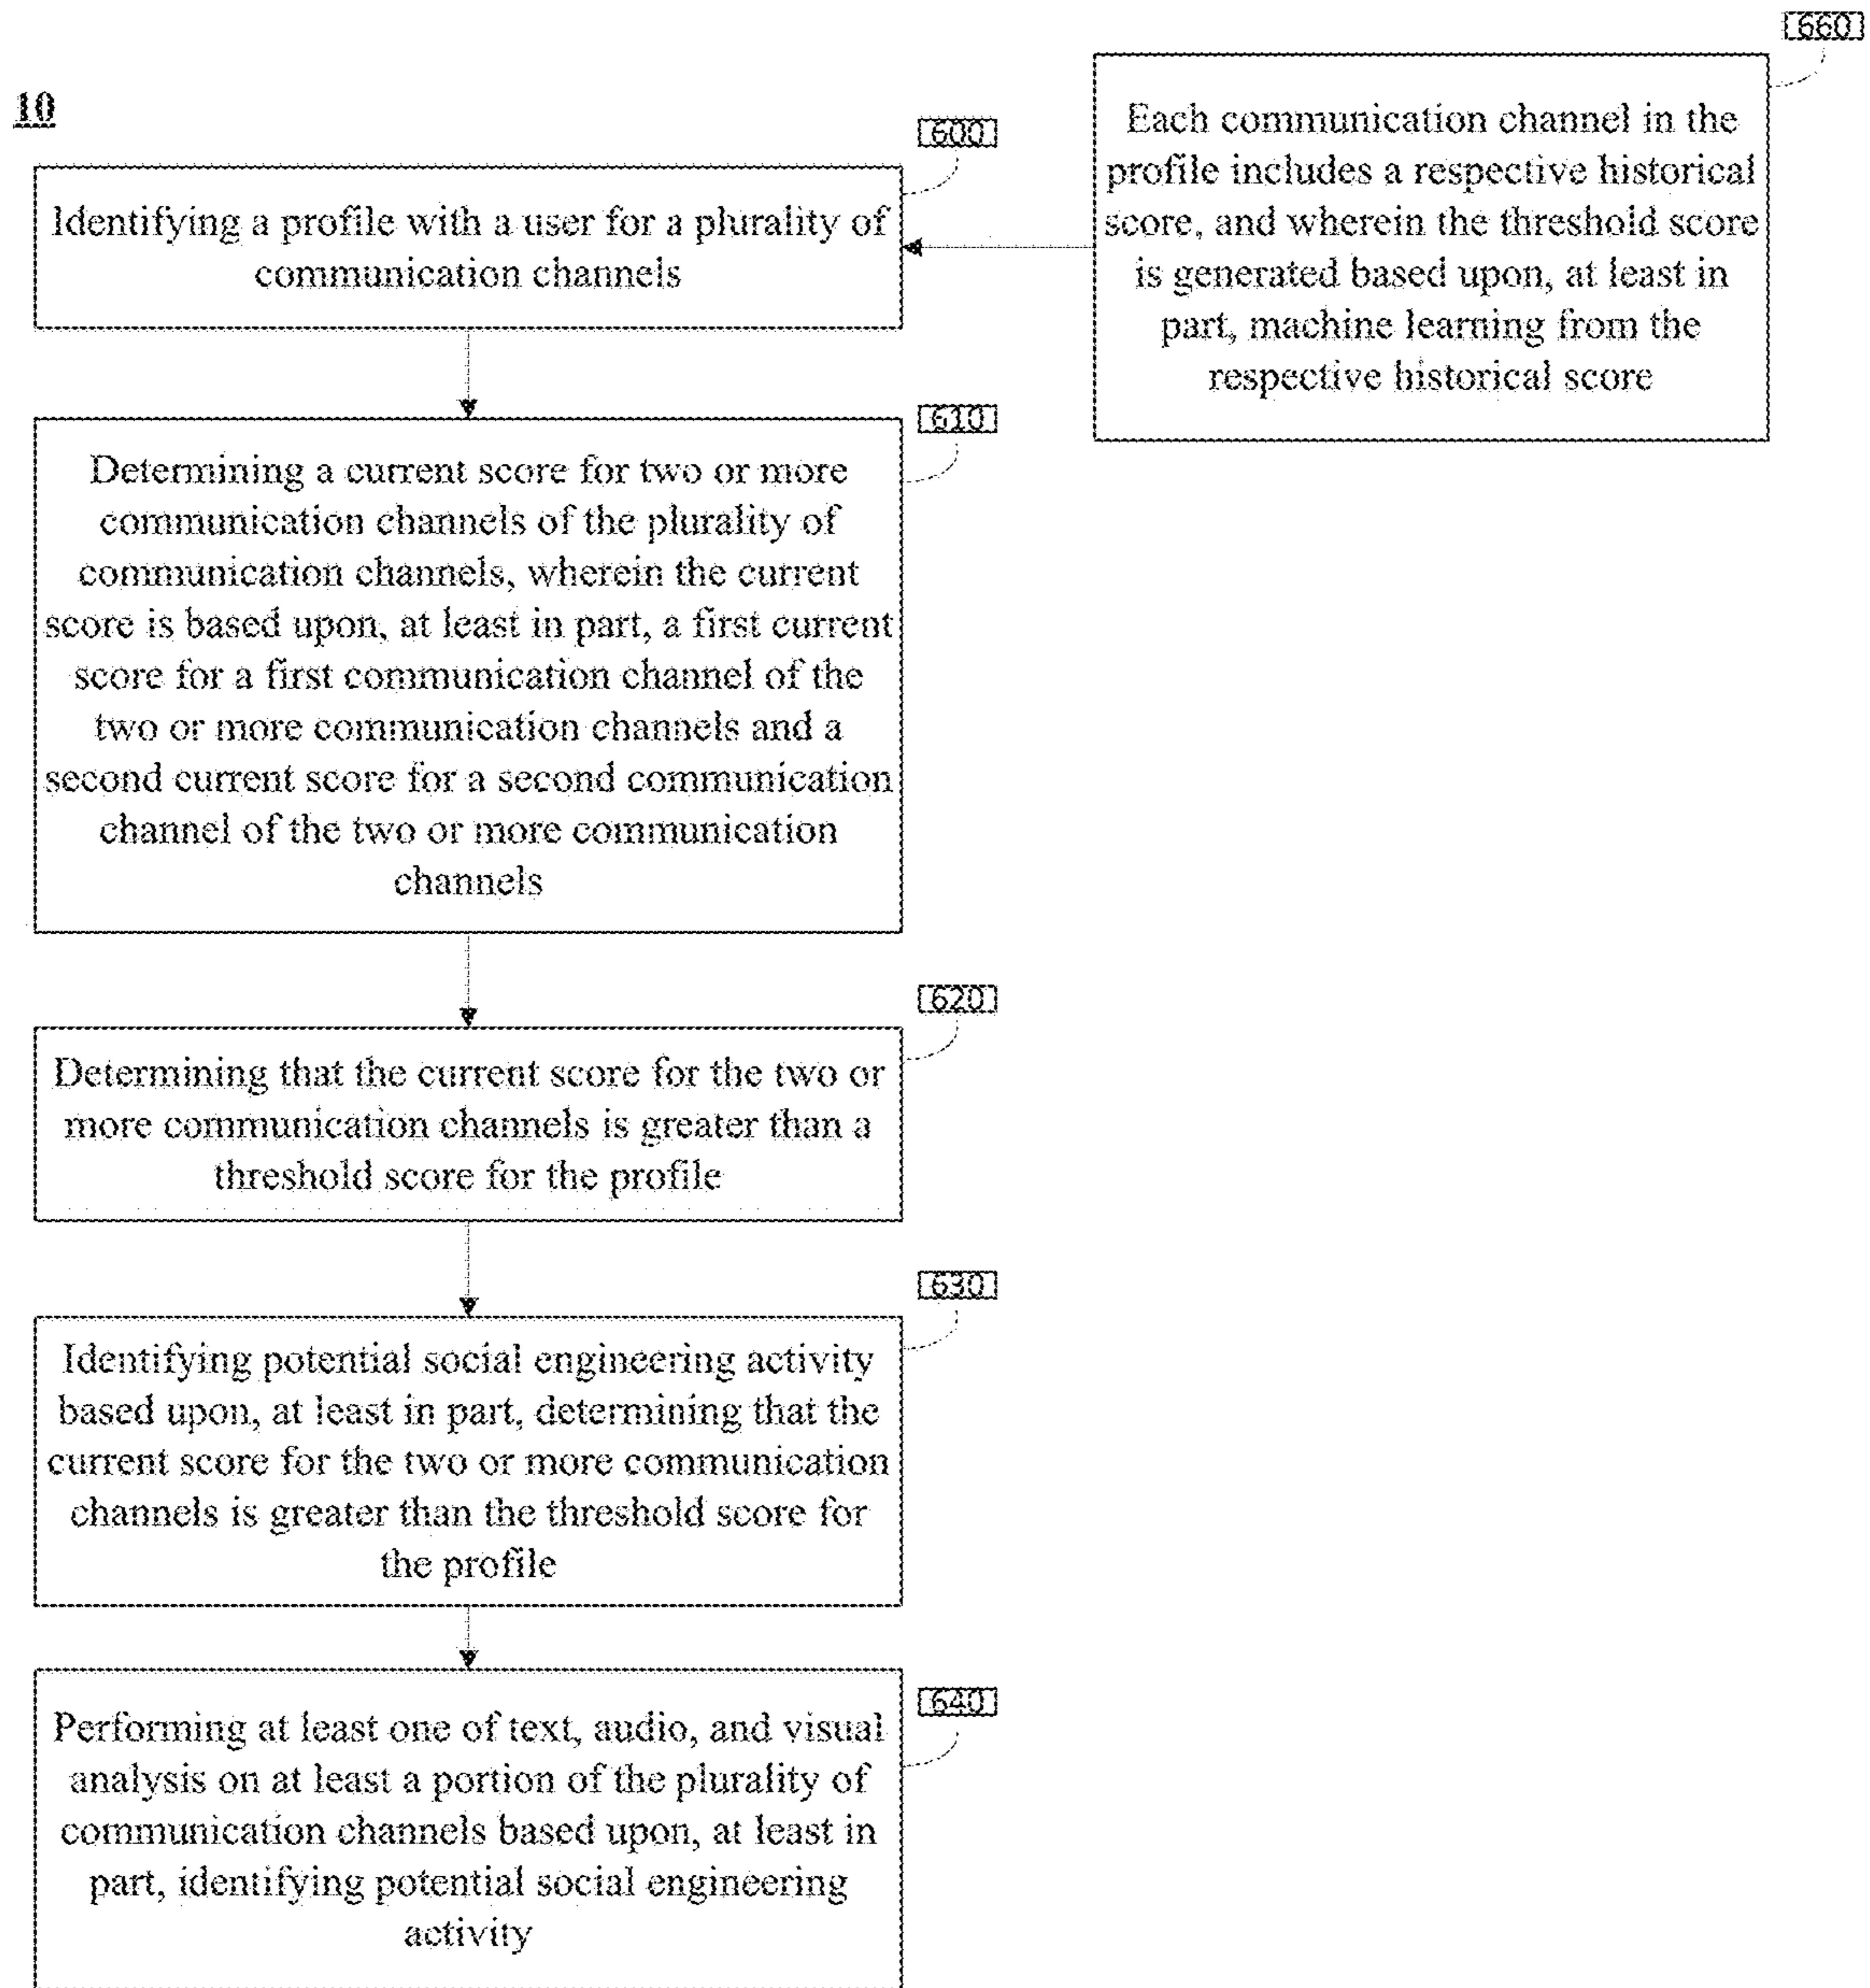 660
10
600
Each communication channel in the
profile includes a respective historical
score, and wherein the threshold score
is generated based upon, at least in
part, machine learning from the
respective historical score
Identifying a profile with a user for a plurality of
communication channels
610
Determining a current score for two or more
communication channels of the plurality of
communication channels, wherein the current
score is based upon, at least in part, a first current
score for a first communication channel of the
two or more communication channels and a
second current score for a second communication
channel of the two or more communication
channels
620
Determining that the current score for the two or
more communication channels is greater than a
threshold score for the profile
630
Identifying potential social engineering activity
based upon, at least in part, determining that the
current score for the two or more communication
channels is greater than the threshold score for
the profile
640
Performing at least one of text, audio, and visual
analysis on at least a portion of the plurality of
communication channels based upon, at least in
part, identifying potential social engineering
activity